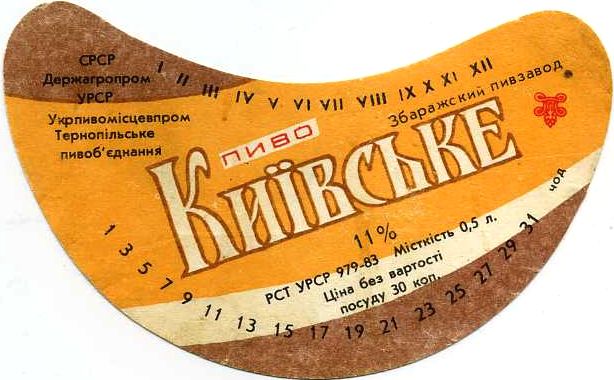 СРСР
Держагропром
УРСР
Укрпивомісцевпром
Тернопільське
пивоб'єднання
I II III IV V VI VII VIII IX X XI XII
Збаражский пивзавод
ПИВО
КИЇВСЬКЕ
11%
РСТ УРСР 979-83 Місткість 0,5 л.
Ціна без вартості
посуду 30 коп.
1 3 5 7 9 11 13 15 17 19 21 23 25 27 29 31 чод